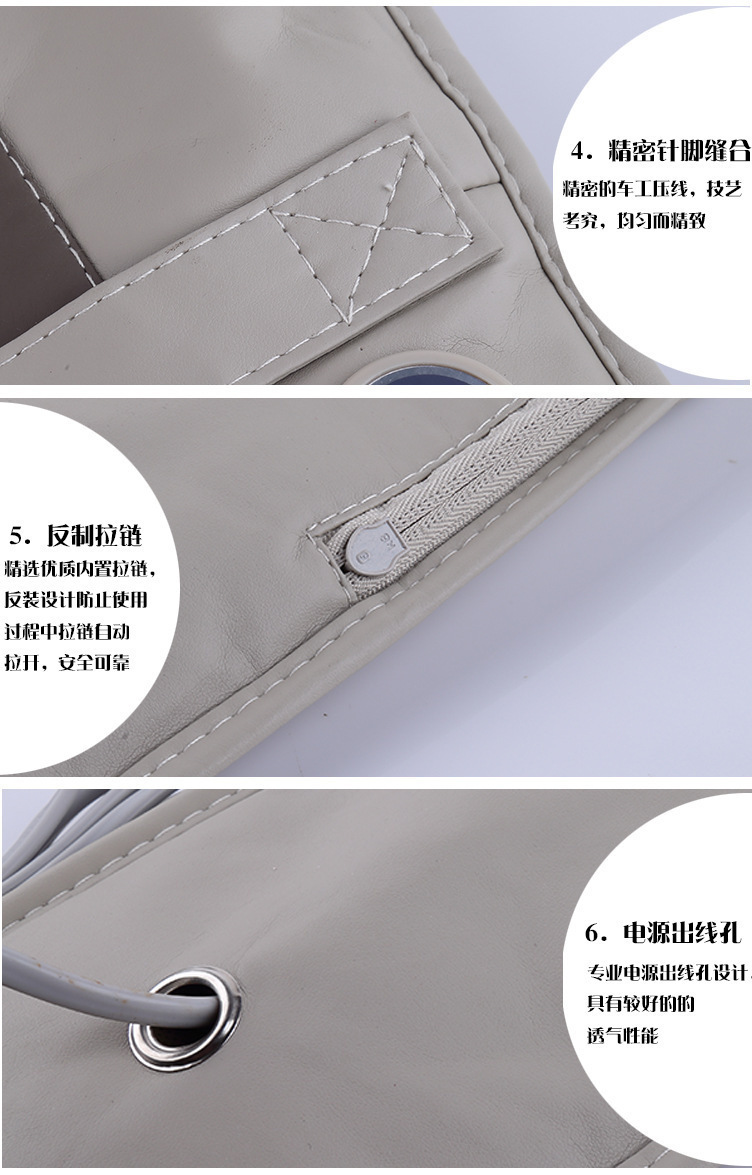 4. 精密针脚缝合
精密的车工压线，技艺
考究，均匀而精致
5. 反制拉链
精选优质内置拉链，
反装设计防止使用
过程中拉链自动
拉开，安全可靠
6. 电源出线孔
专业电源出线孔设计，
具有较好的的
透气性能